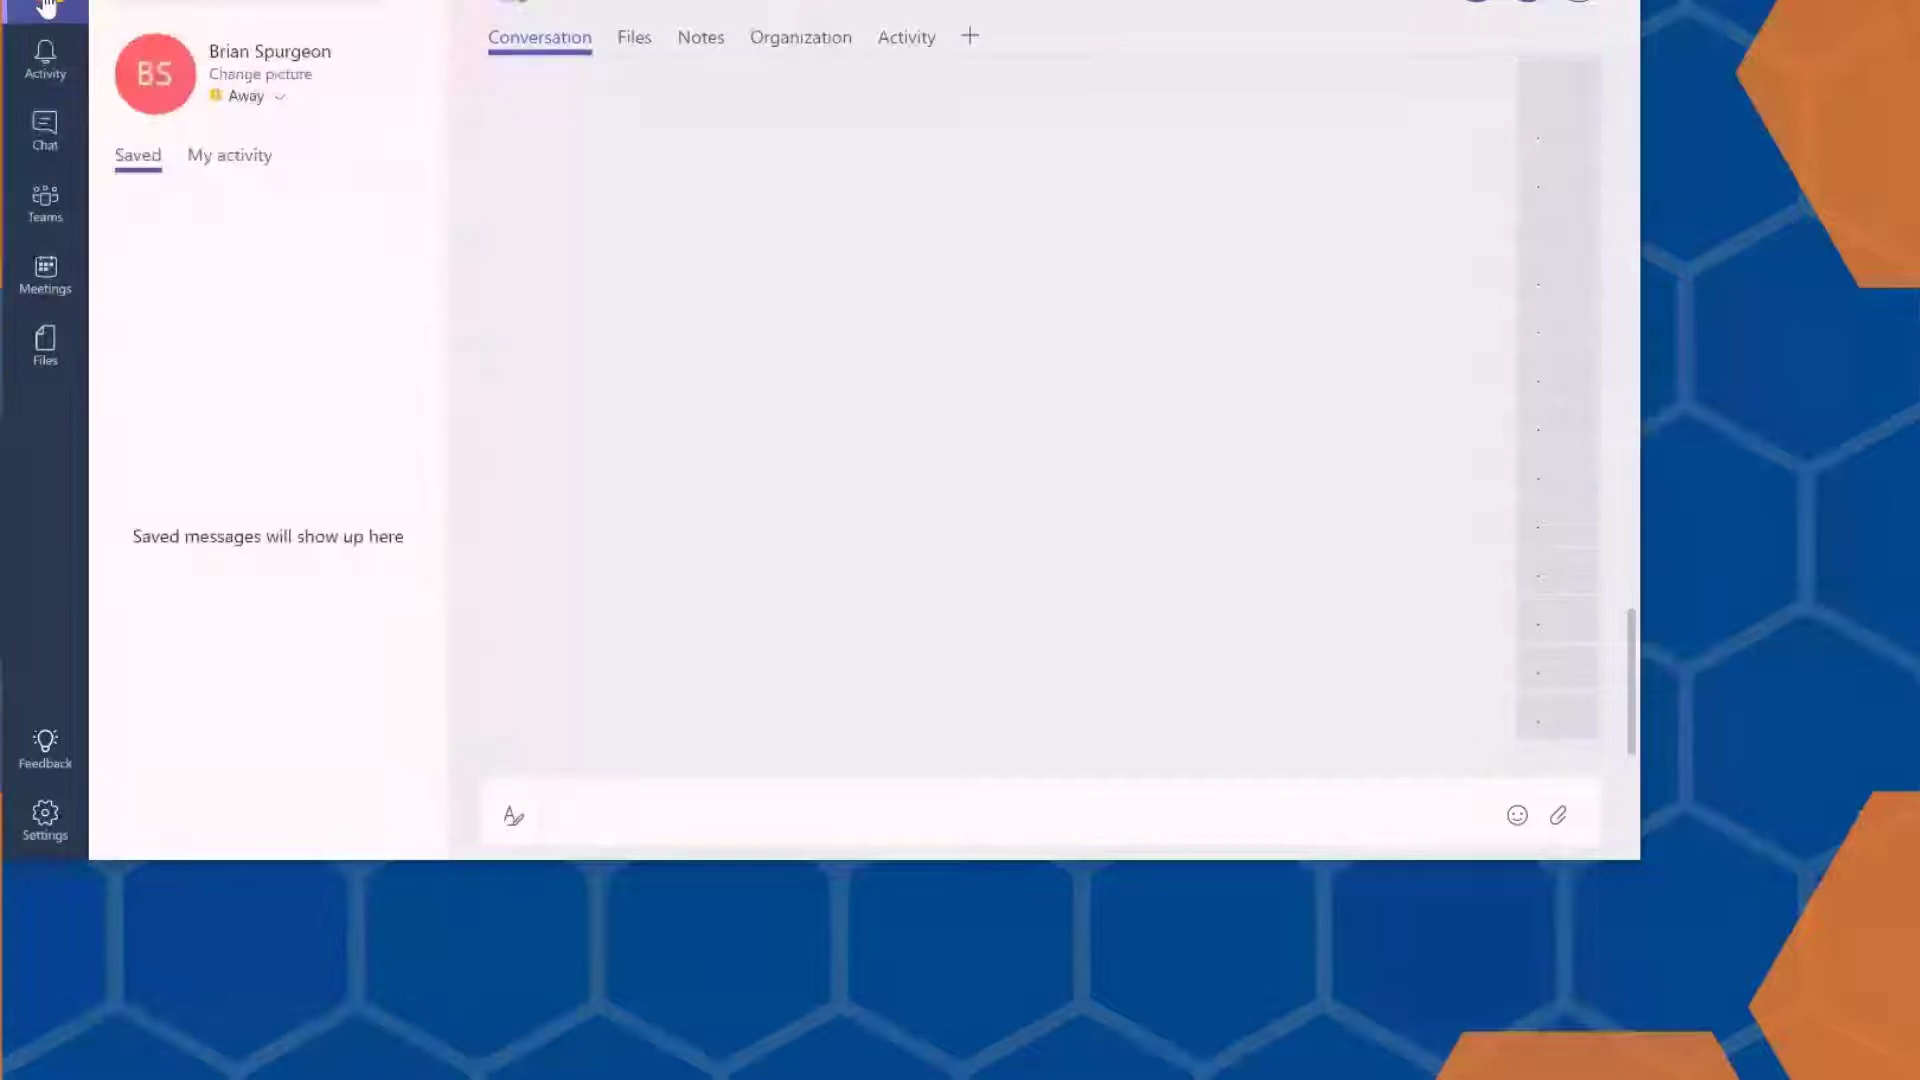 Activity
Chat
Teams
Meetings
Files
Feedback
Settings
BS
Brian Spurgeon
Change picture
Away
Saved My activity
Saved messages will show up here
Conversation Files Notes Organization Activity